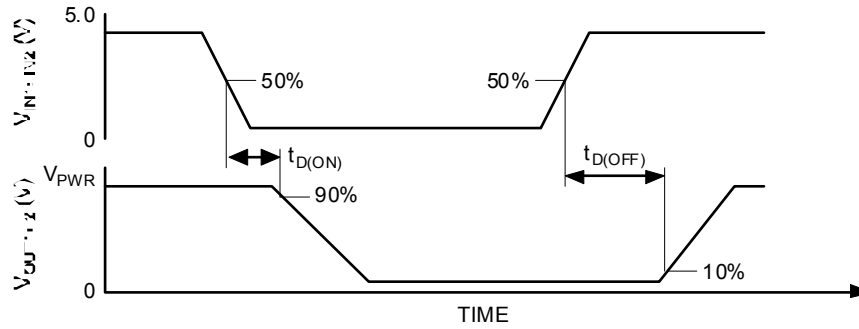 5.0
(V)
50%
50%
0
tD(ON)
tD(OFF)
VPWR
90%
(V)
10%
0
TIME